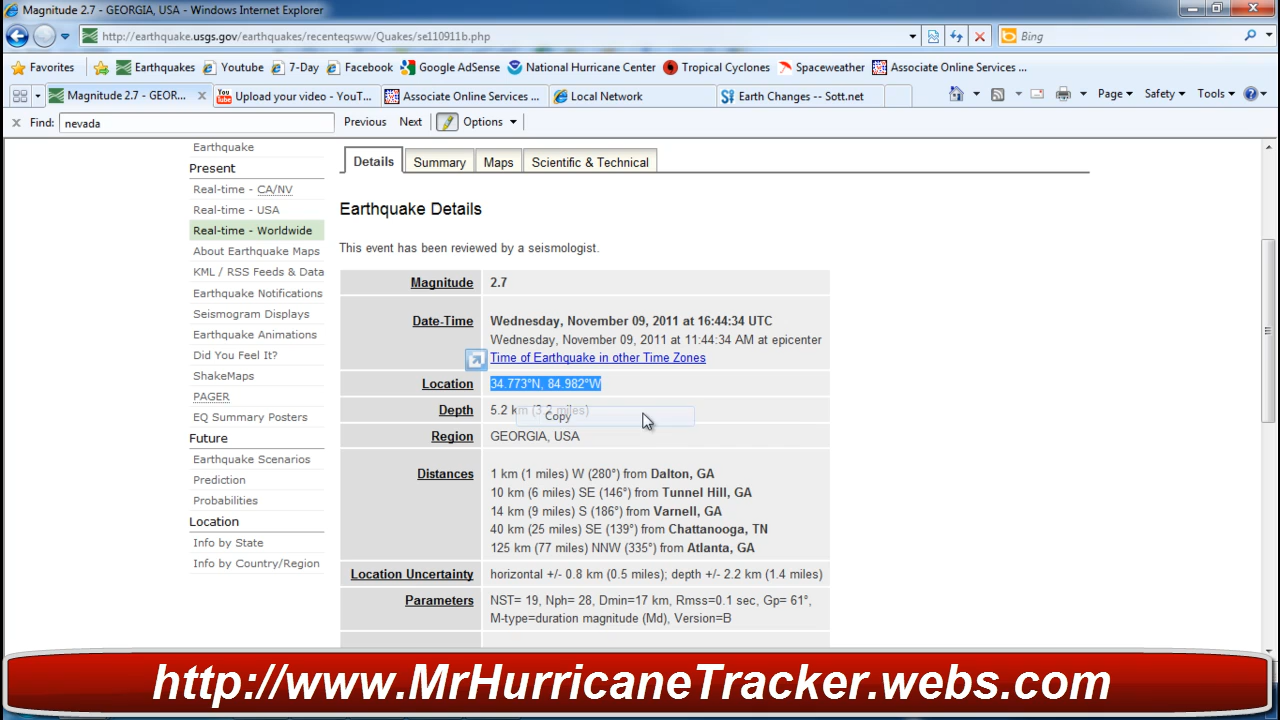 Magnitude 2.7 - GEORGIA, USA - Windows Internet Explorer
http://earthquake.usgs.gov/earthquakes/recenteqsww/Quakes/se110911b.php
Bing
Favorites Earthquakes Youtube 7-Day Facebook Google AdSense National Hurricane Center Tropical Cyclones Spaceweather Associate Online Services ...
Magnitude 2.7 - GEOR... Upload your video - YouT... Associate Online Services ... Local Network Earth Changes -- Sott.net Page Safety Tools
Find: nevada Previous Next Options
Earthquake
Present
Real-time - CA/NV
Real-time - USA
Real-time - Worldwide
About Earthquake Maps
KML / RSS Feeds & Data
Earthquake Notifications
Seismogram Displays
Earthquake Animations
Did You Feel It?
ShakeMaps
PAGER
EQ Summary Posters
Future
Earthquake Scenarios
Prediction
Probabilities
Location
Info by State
Info by Country/Region
Details Summary Maps Scientific & Technical
Earthquake Details
This event has been reviewed by a seismologist.
Magnitude 2.7
Date-Time Wednesday, November 09, 2011 at 16:44:34 UTC
Wednesday, November 09, 2011 at 11:44:34 AM at epicenter
Time of Earthquake in other Time Zones
Location 34.773°N, 84.982°W
Depth 5.2 km (3.2 miles)
Copy
Region GEORGIA, USA
Distances 1 km (1 miles) W (280°) from Dalton, GA
10 km (6 miles) SE (146°) from Tunnel Hill, GA
14 km (9 miles) S (186°) from Varnell, GA
40 km (25 miles) SE (139°) from Chattanooga, TN
125 km (77 miles) NNW (335°) from Atlanta, GA
Location Uncertainty horizontal +/- 0.8 km (0.5 miles); depth +/- 2.2 km (1.4 miles)
Parameters NST= 19, Nph= 28, Dmin=17 km, Rmss=0.1 sec, Gp= 61°,
M-type=duration magnitude (Md), Version=B
http://www.MrHurricaneTracker.webs.com